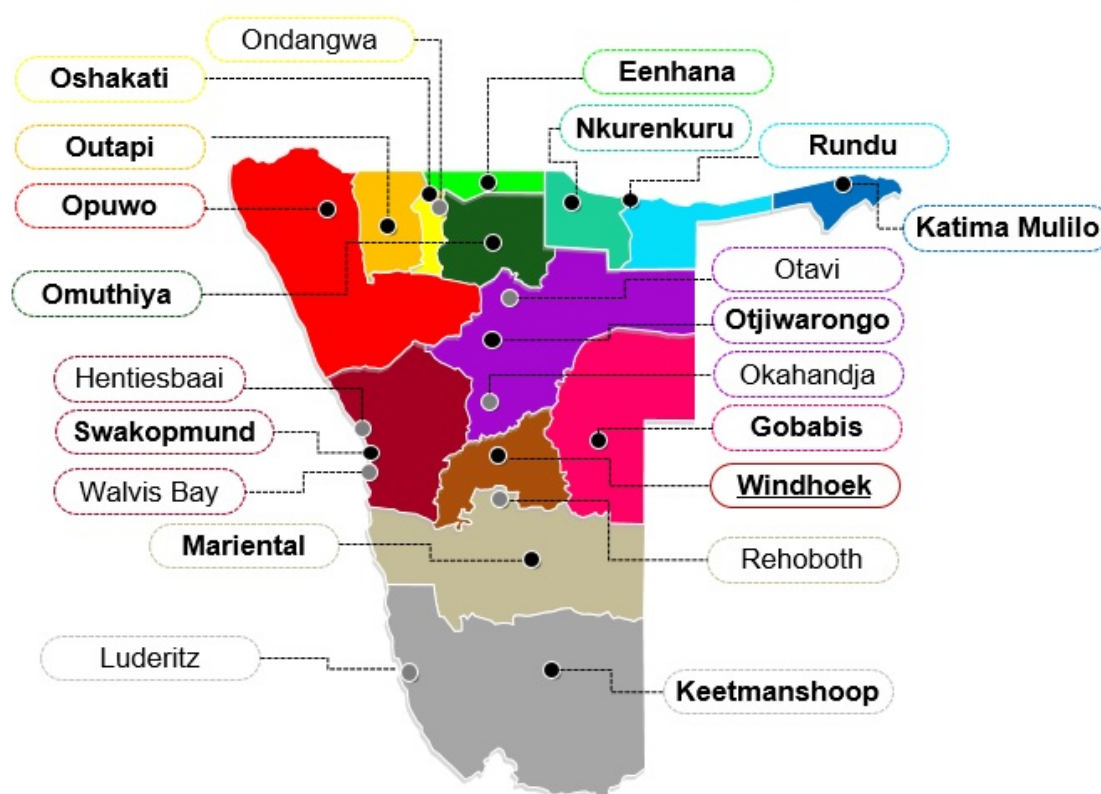 Ondangwa
Oshakati
Eenhana
Nkurenkuru
Rundu
Outapi
Opuwo
Katima Mulilo
Otavi
Omuthiya
Otjiwarongo
Hentiesbaai
Okahandja
Swakopmund
Gobabis
Walvis Bay
Windhoek
Mariental
Rehoboth
Luderitz
Keetmanshoop